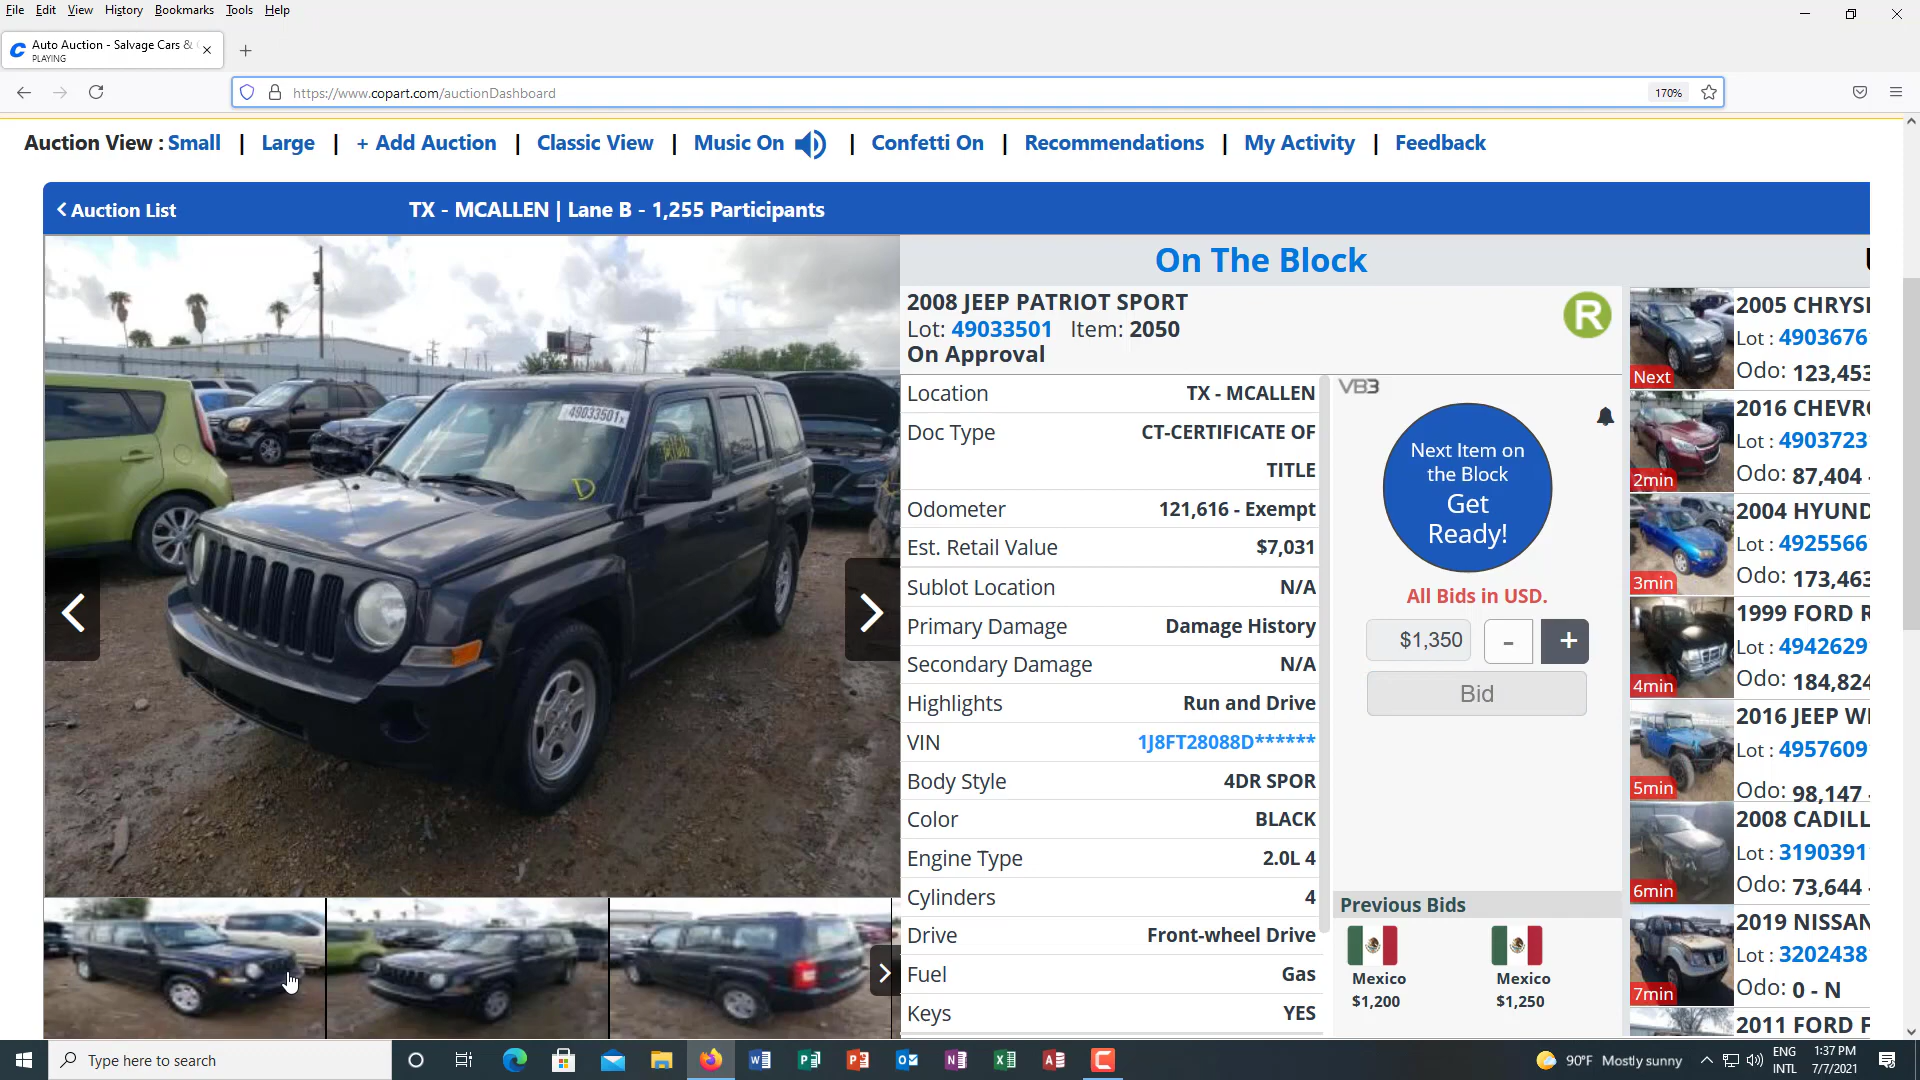 File Edit View History Bookmarks Tools Help
Auto Auction - Salvage Cars &
PLAYING
https://www.copart.com/auctionDashboard
170%
Auction View : Small | Large | + Add Auction | Classic View | Music On | Confetti On | Recommendations | My Activity | Feedback
Auction List
TX - MCALLEN | Lane B - 1,255 Participants
49033501
D
On The Block
2008 JEEP PATRIOT SPORT
Lot: 49033501 Item: 2050
On Approval
R
Location TX - MCALLEN
Doc Type CT-CERTIFICATE OF
TITLE
Odometer 121,616 - Exempt
Est. Retail Value $7,031
Sublot Location N/A
Primary Damage Damage History
Secondary Damage N/A
Highlights Run and Drive
VIN 1J8FT28088D******
Body Style 4DR SPOR
Color BLACK
Engine Type 2.0L 4
Cylinders 4
Drive Front-wheel Drive
Fuel Gas
Keys YES
VB3
Next Item on
the Block
Get
Ready!
All Bids in USD.
$1,350 - +
Bid
Previous Bids
Mexico
$1,200
Mexico
$1,250
Next
2005 CHRYS
Lot : 4903676
Odo: 123,453
2min
2016 CHEVR
Lot : 4903723
Odo: 87,404 -
3min
2004 HYUND
Lot : 4925566
Odo: 173,463
4min
1999 FORD R
Lot : 4942629
Odo: 184,824
5min
2016 JEEP W
Lot : 4957609
Odo: 98,147 -
6min
2008 CADILL
Lot : 3190391
Odo: 73,644 -
7min
2019 NISSAN
Lot : 3202438
Odo: 0 - N
2011 FORD F
Type here to search
90°F Mostly sunny
ENG
INTL
1:37 PM
7/7/2021